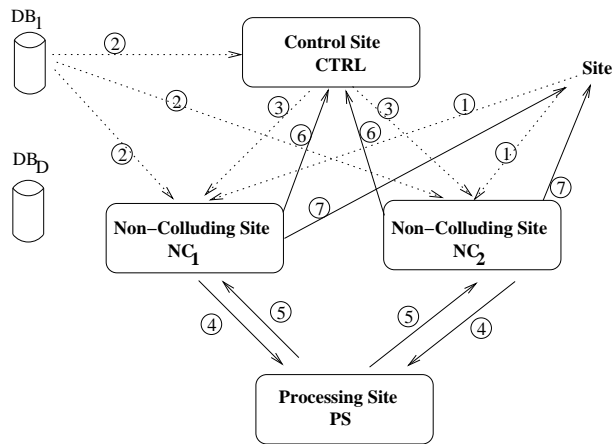 DB1
②
Control Site
CTRL
Site
②
③
③
①
⑥
⑥
②
①
DBD
⑦
⑦
Non−Colluding Site
NC1
Non−Colluding Site
NC2
④
⑤
⑤
④
Processing Site
PS